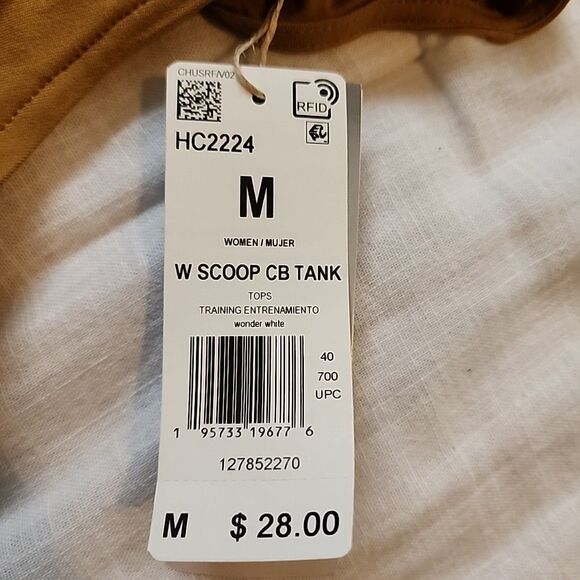 CHUSRF/V02
RFID
HC2224
M
WOMEN / MUJER
W SCOOP CB TANK
TOPS
TRAINING ENTRENAMIENTO
wonder white
40
700
UPC
1 95733 19677 6
127852270
M $ 28.00